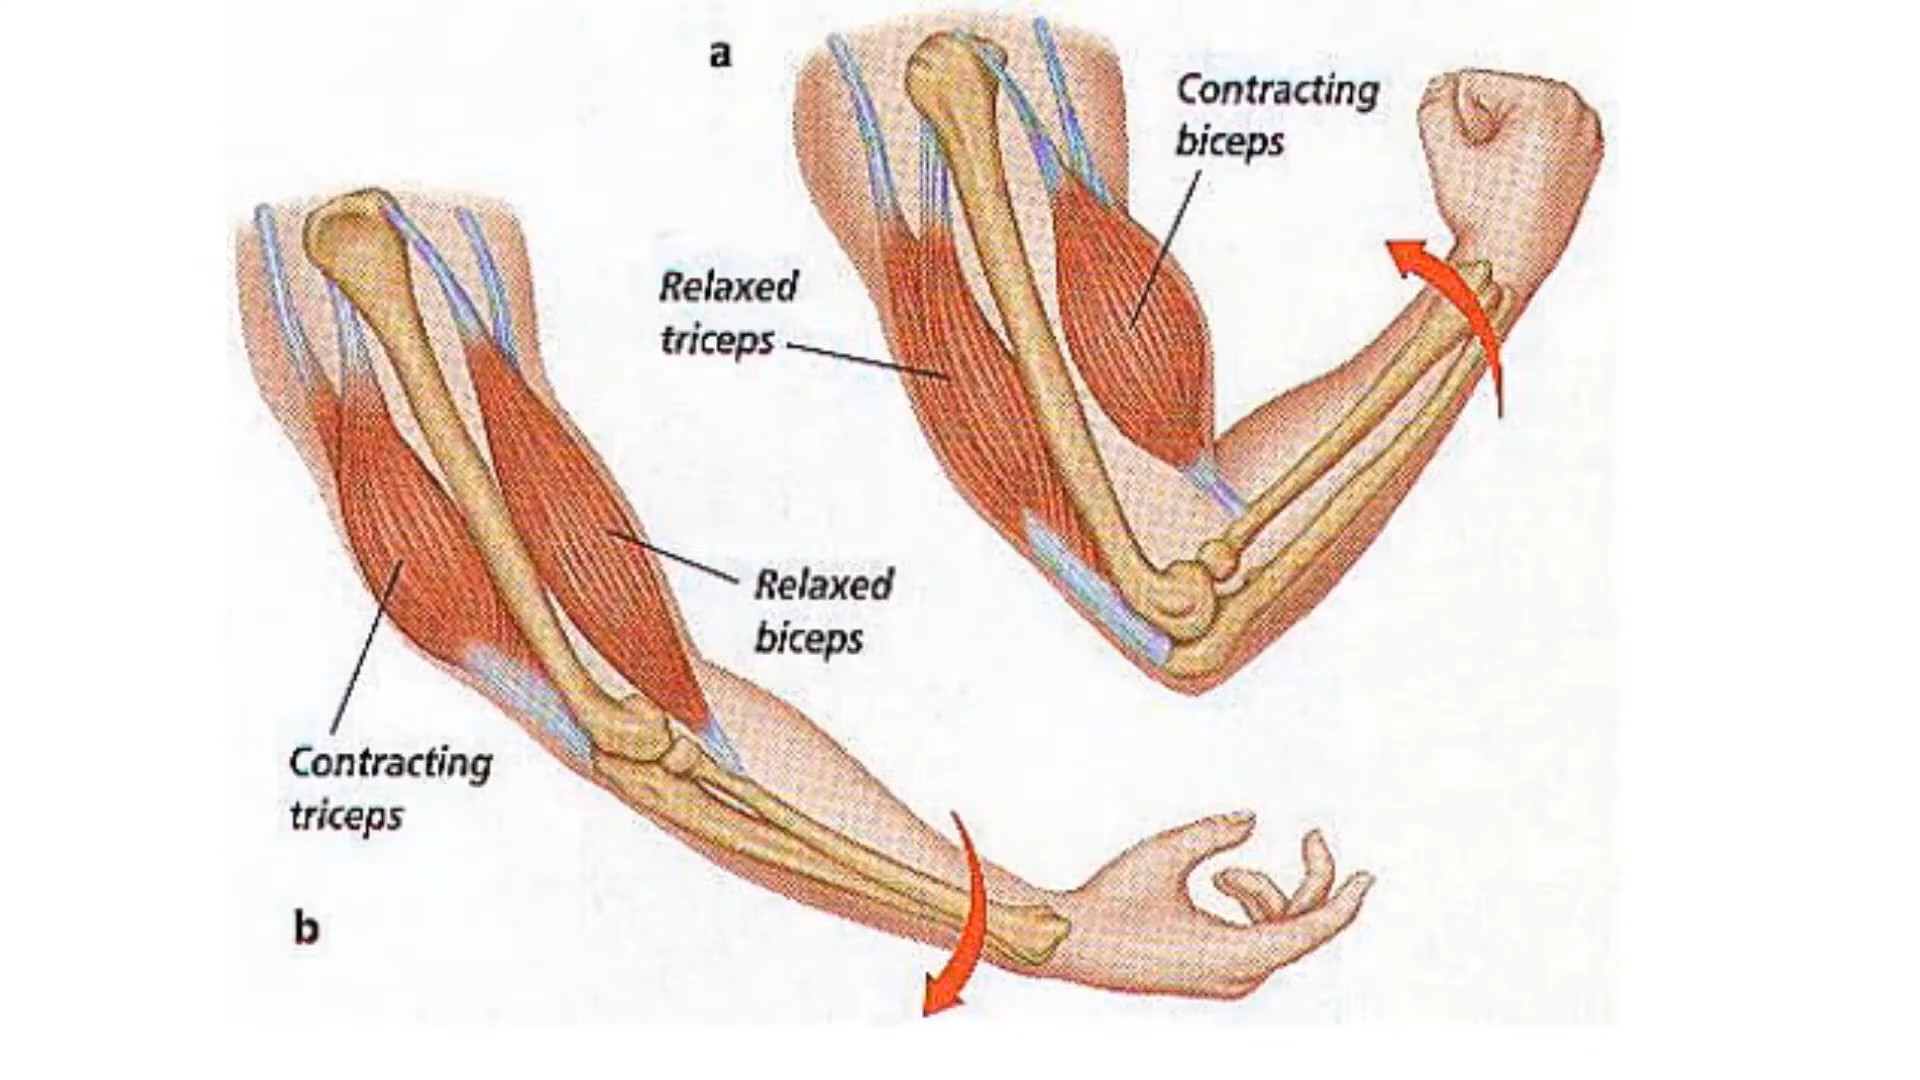 a
Contracting
biceps
Relaxed
triceps
Relaxed
biceps
Contracting
triceps
b